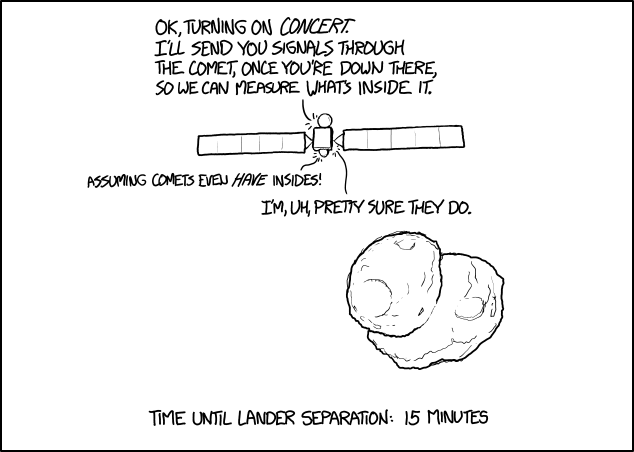 OK, TURNING ON CONCERT.
I'LL SEND YOU SIGNALS THROUGH
THE COMET, ONCE YOU'RE DOWN THERE,
SO WE CAN MEASURE WHAT'S INSIDE IT.
ASSUMING COMETS EVEN HAVE INSIDES!
I'M, UH, PRETTY SURE THEY DO.
TIME UNTIL LANDER SEPARATION: 15 MINUTES